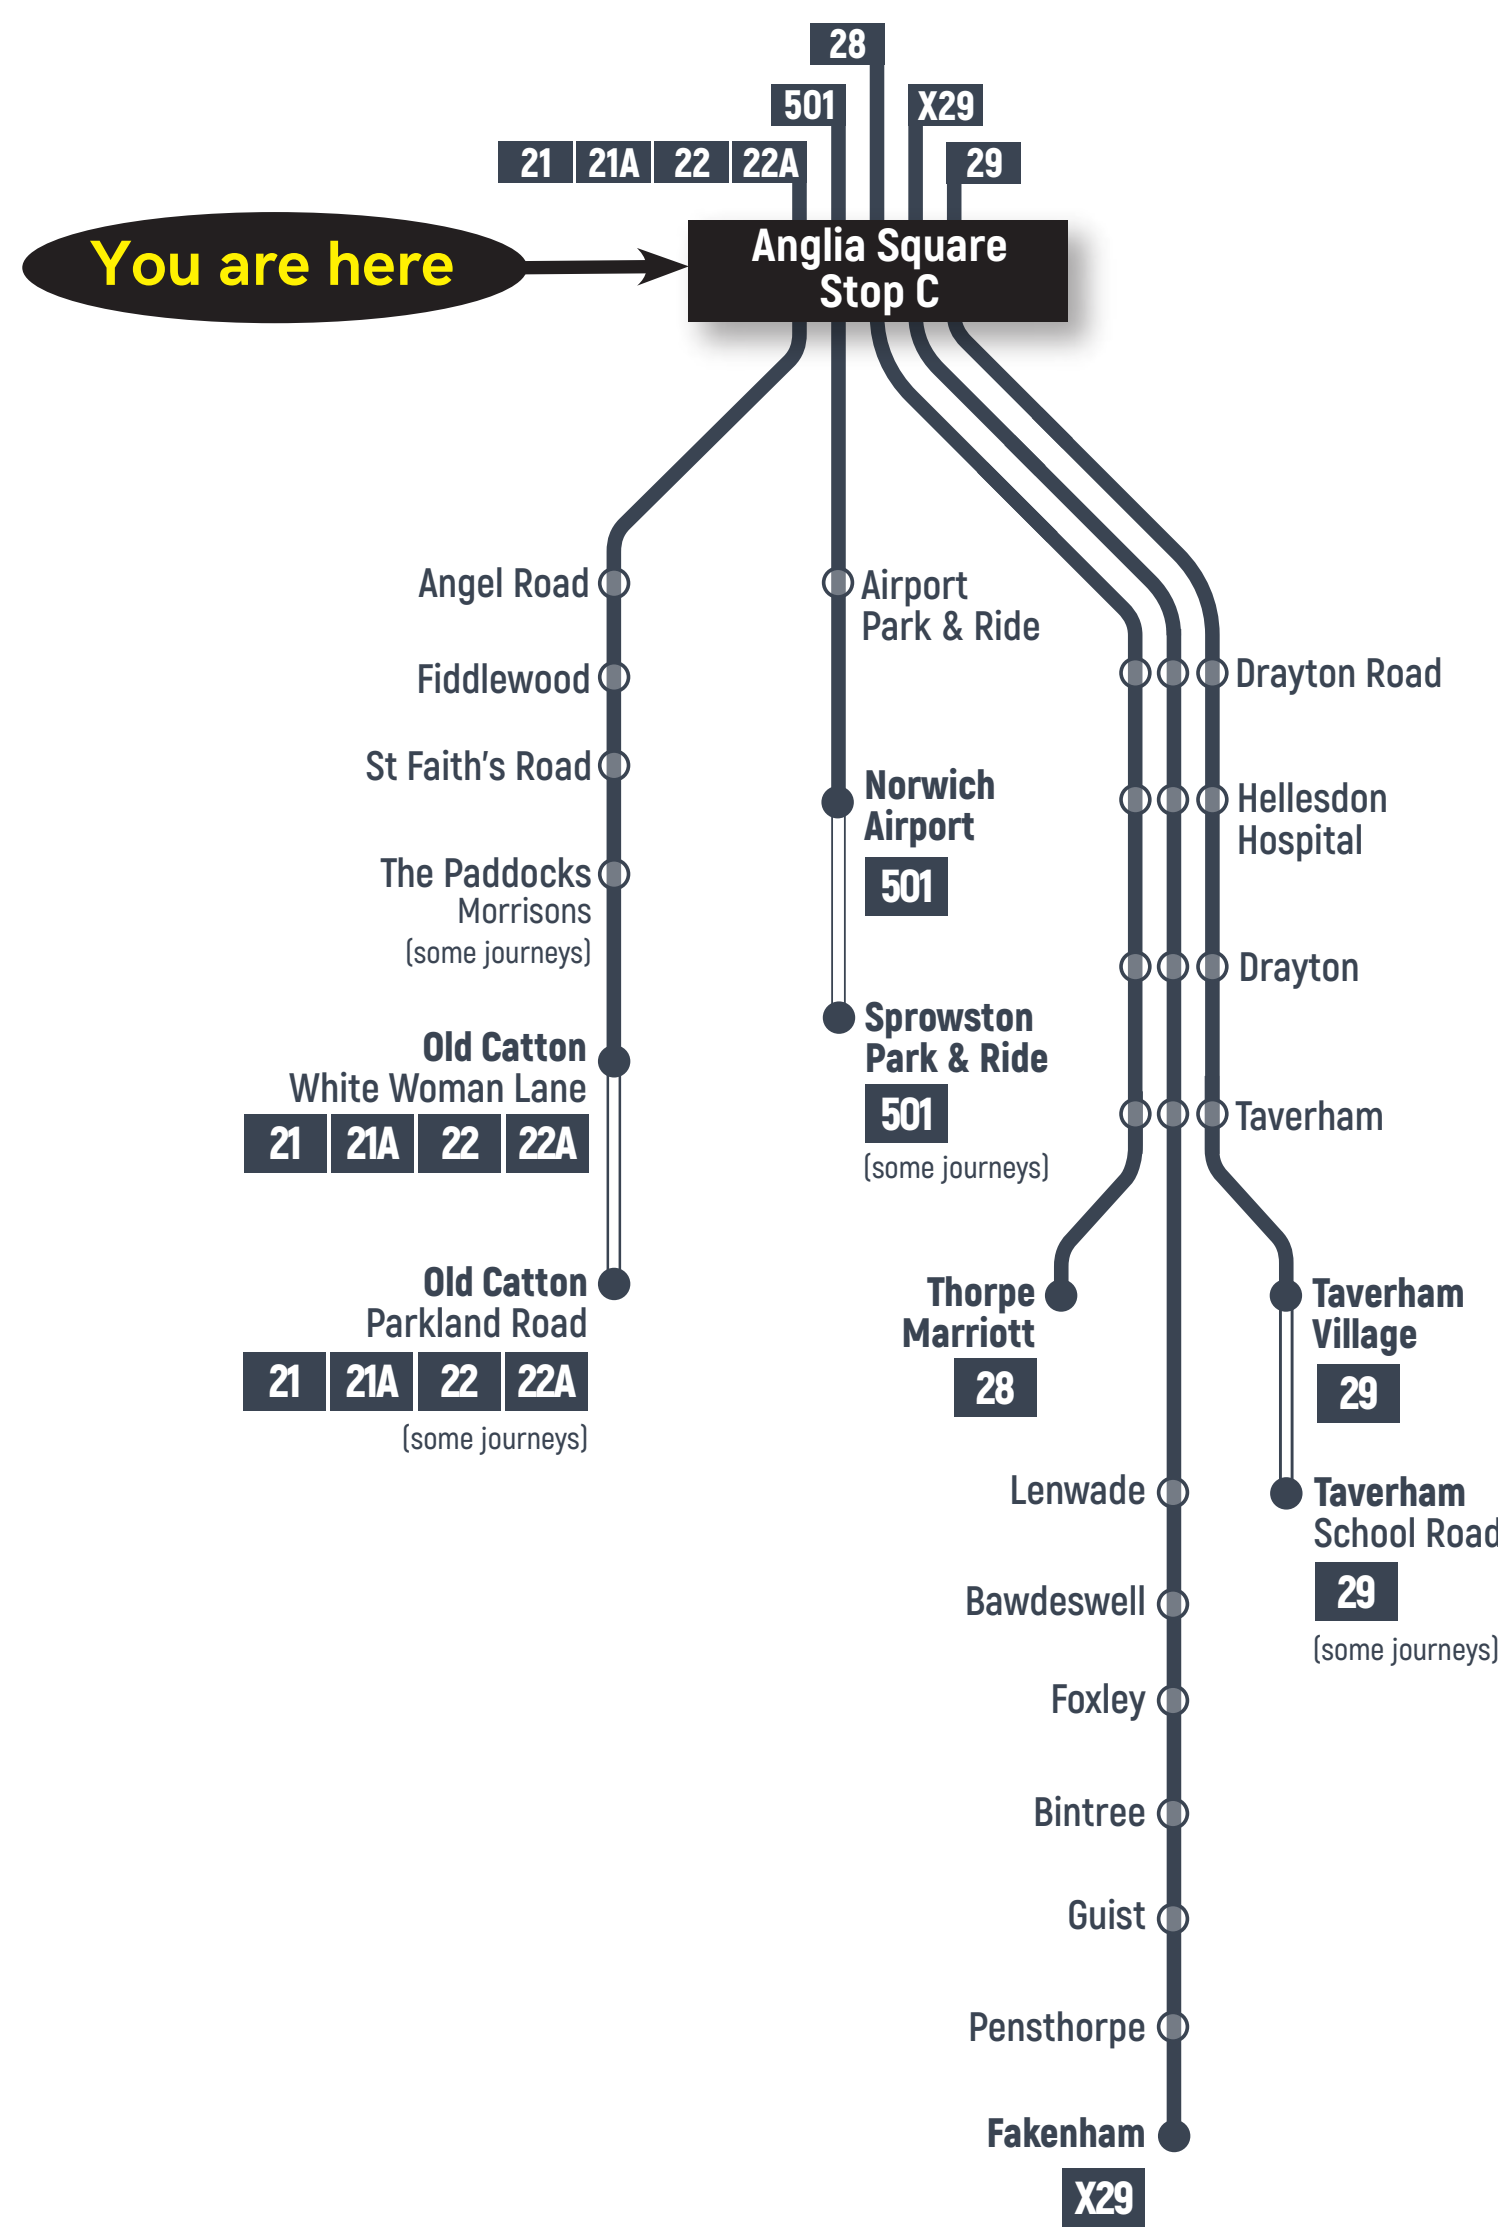 28
501
X29
21 21A 22 22A
29
You are here
Anglia Square
Stop C
Angel Road
Fiddlewood
St Faith's Road
The Paddocks
Morrisons
(some journeys)
Old Catton
White Woman Lane
21 21A 22 22A
Old Catton
Parkland Road
21 21A 22 22A
(some journeys)
Airport
Park & Ride
Norwich
Airport
501
Sprowston
Park & Ride
501
(some journeys)
Drayton Road
Hellesdon
Hospital
Drayton
Taverham
Thorpe
Marriott
28
Taverham
Village
29
Taverham
School Road
29
(some journeys)
Lenwade
Bawdeswell
Foxley
Bintree
Guist
Pensthorpe
Fakenham
X29